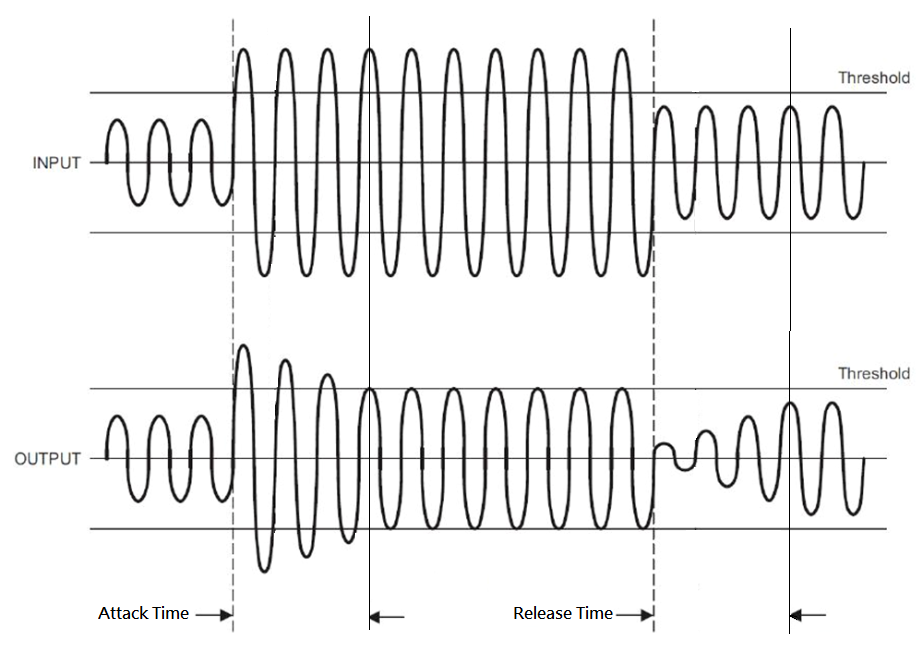 Threshold
INPUT
Threshold
OUTPUT
Attack Time
Release Time